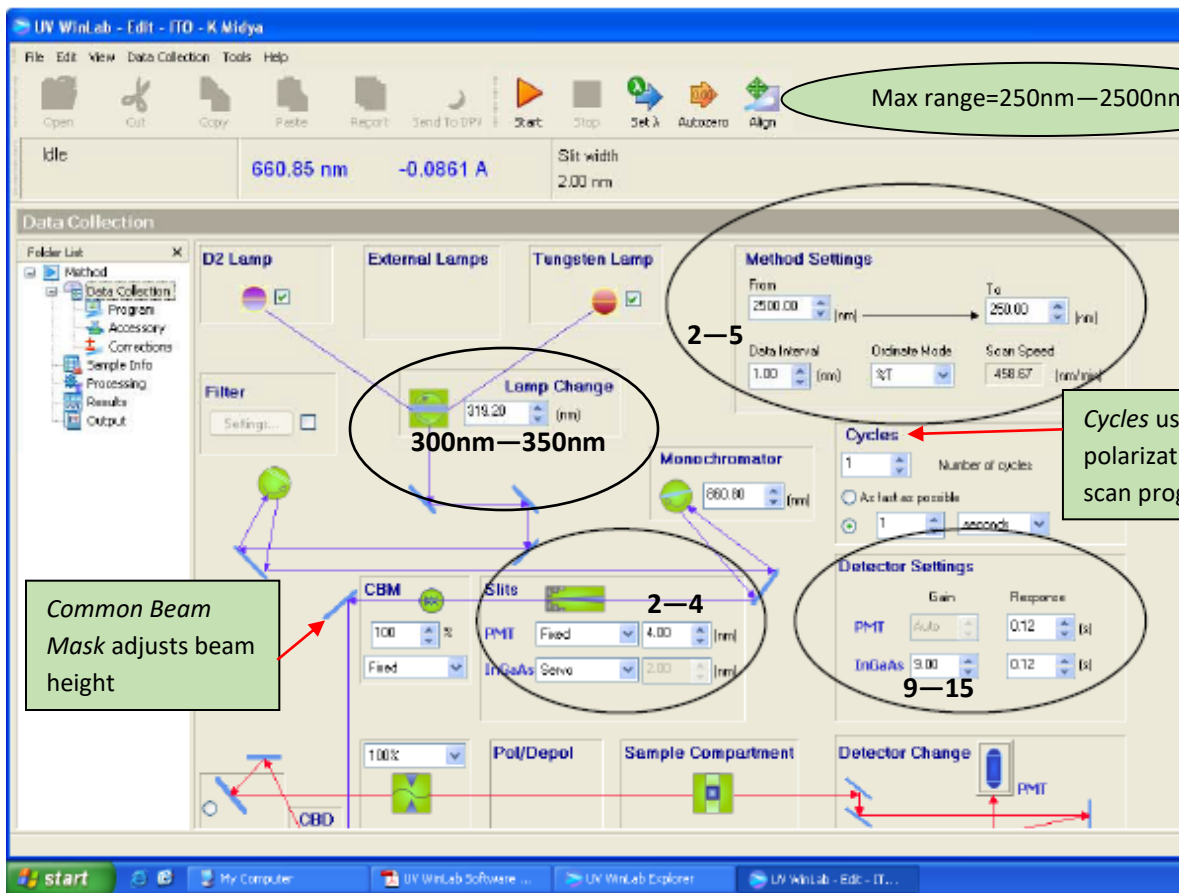 UV WinLab - Edit - ITO - K Midya
File Edit View Data Collection Tools Help
Open Cut Copy Paste Report Send To DPV Start Stop Set λ Autozero Align
Max range=250nm—2500nm
Idle
660.85 nm -0.0861 A
Slit width
2.00 nm
Data Collection
Folder List X
Method
Data Collection
Program
Accessory
Corrections
Sample Info
Processing
Results
Output
D2 Lamp
External Lamps
Tungsten Lamp
Method Settings
From To
2500.00 (nm) 250.00 (nm)
2—5
Data Interval Ordinate Mode Scan Speed
1.00 (nm) %T 458.67 (nm/min)
Filter
Settings...
Lamp Change
319.20 (nm)
300nm—350nm
Monochromator
660.80 (nm)
Cycles
1 Number of cycles
As fast as possible
1 seconds
Cycles us
polarizat
scan prog
Common Beam
Mask adjusts beam
height
CBM
100 %
Fixed
Slits
2—4
PMT Fixed 4.00 (nm)
InGaAs Servo 2.00 (nm)
Detector Settings
Gain Response
PMT Auto 0.12 (s)
InGaAs 9.00 0.12 (s)
9—15
100%
Pol/Depol
Sample Compartment
Detector Change
PMT
CBD
start
My Computer
UV WinLab Software ...
UV WinLab Explorer
UV WinLab - Edit - IT...